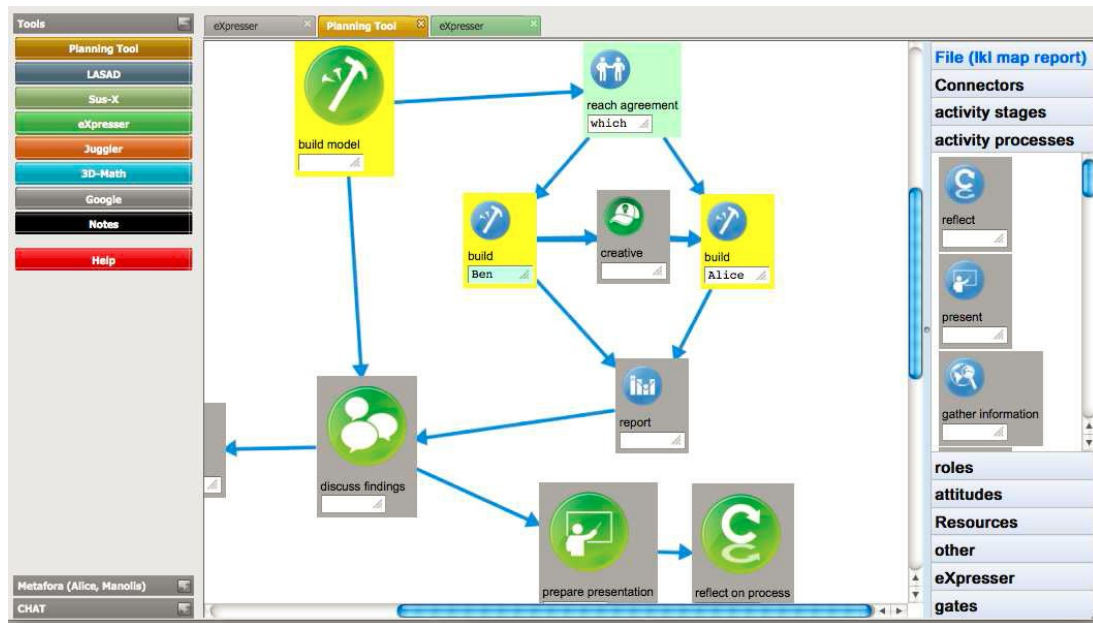 Tools
Planning Tool
LASAD
Sus-X
eXpresser
Juggler
3D-Math
Google
Notes
Help
Metafora (Alice, Manolis)
CHAT
eXpresser
Planning Tool
eXpresser
build model
reach agreement
which
build
Ben
creative
build
Alice
report
discuss findings
prepare presentation
reflect on process
File (lkl map report)
Connectors
activity stages
activity processes
reflect
present
gather information
roles
attitudes
Resources
other
eXpresser
gates